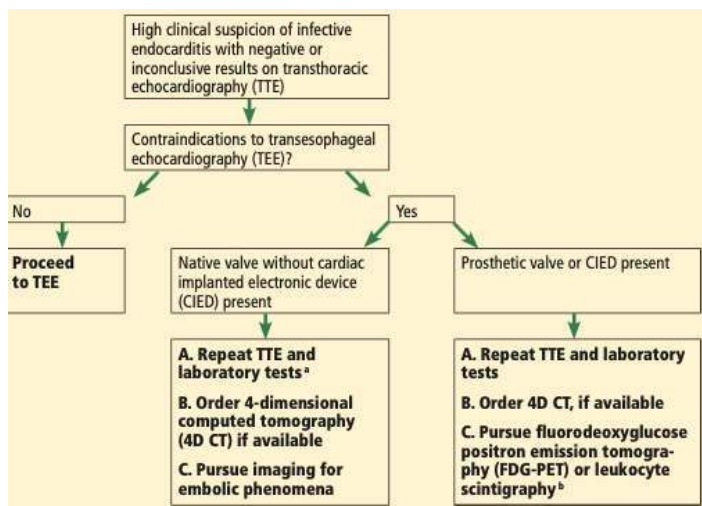 High clinical suspicion of infective
endocarditis with negative or
inconclusive results on transthoracic
echocardiography (TTE)
Contraindications to transesophageal
echocardiography (TEE)?
No
Yes
Proceed
to TEE
Native valve without cardiac
implanted electronic device
(CIED) present
Prosthetic valve or CIED present
A. Repeat TTE and
laboratory tests a
B. Order 4-dimensional
computed tomography
(4D CT) if available
C. Pursue imaging for
embolic phenomena
A. Repeat TTE and laboratory
tests
B. Order 4D CT, if available
C. Pursue fluorodeoxyglucose
positron emission tomogra-
phy (FDG-PET) or leukocyte
scintigraphy b